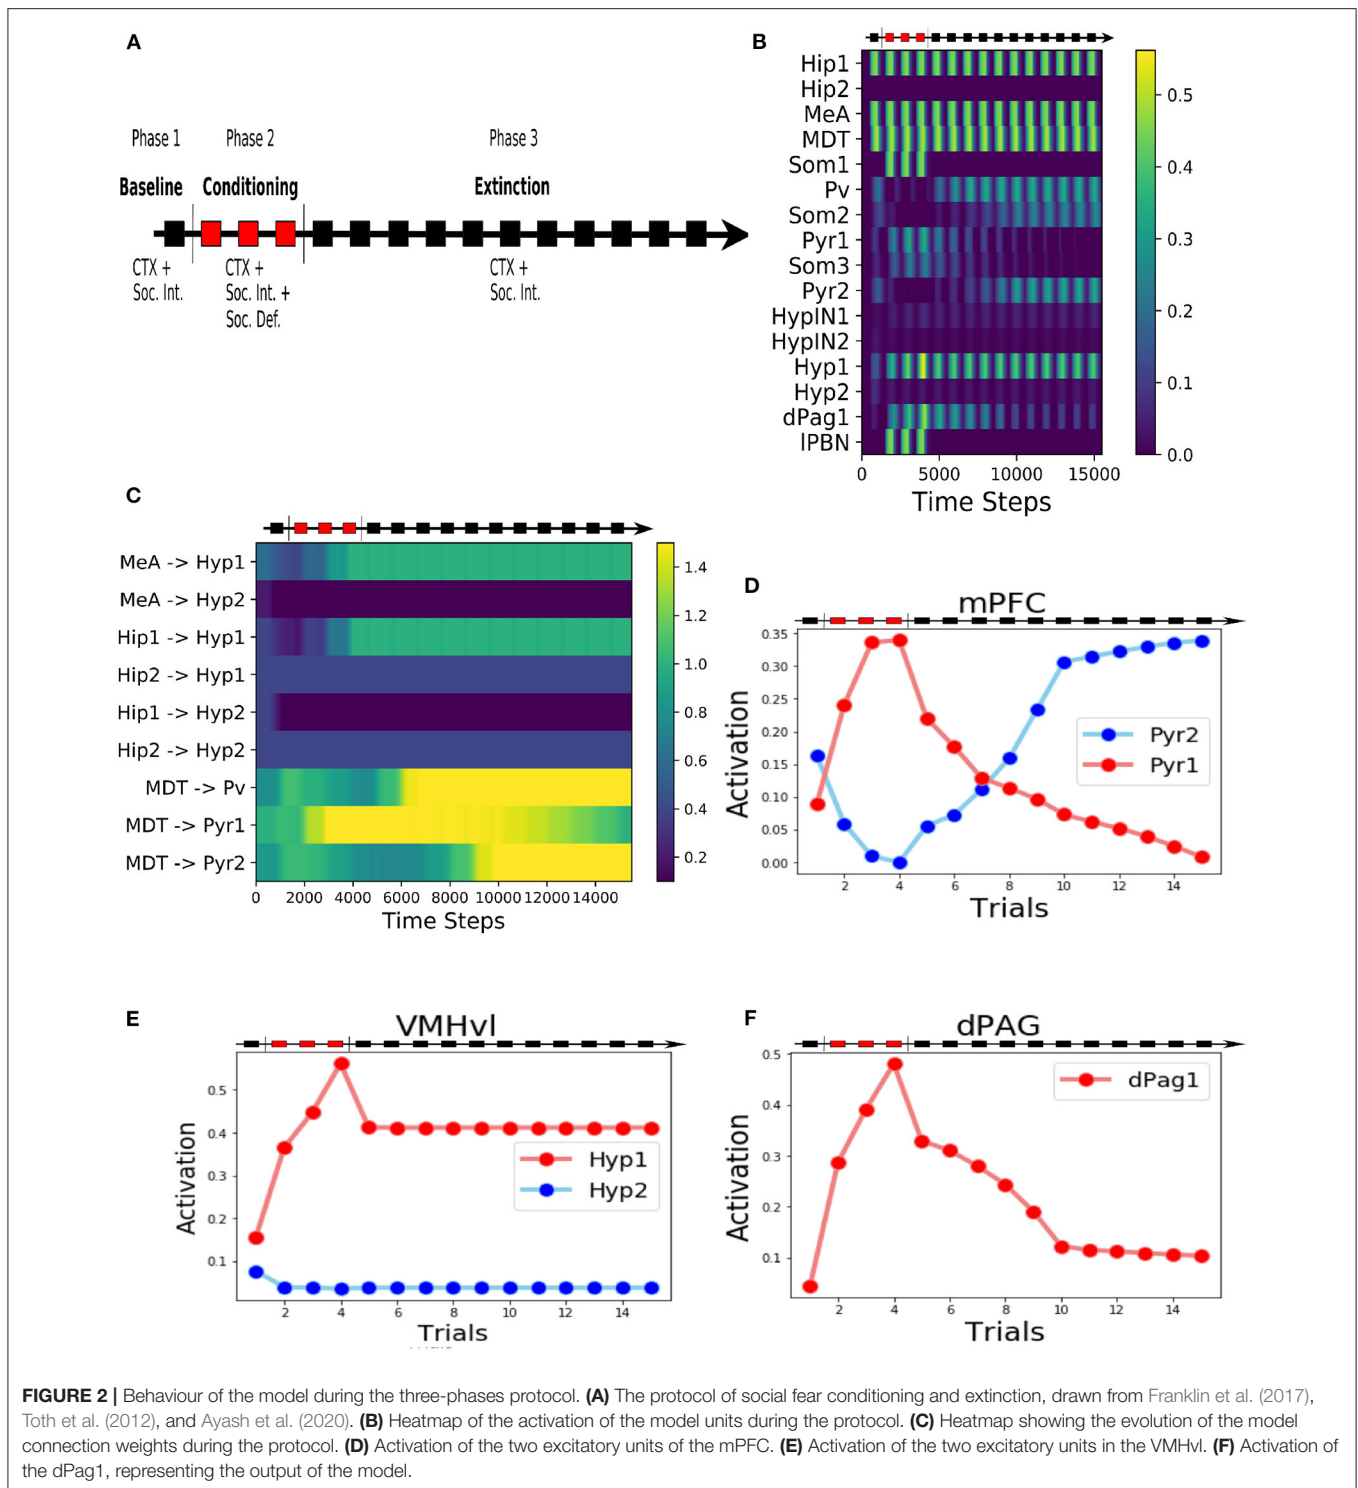 A
Phase 1
Phase 2
Phase 3
Baseline
Conditioning
Extinction
CTX +
Soc. Int.
CTX +
Soc. Int. +
Soc. Def.
CTX +
Soc. Int.
B
Hip1
Hip2
MeA
MDT
Som1
Pv
Som2
Pyr1
Som3
Pyr2
HypIN1
HypIN2
Hyp1
Hyp2
dPag1
lPBN
0 5000 10000 15000
Time Steps
0.5
0.4
0.3
0.2
0.1
0.0
C
MeA -> Hyp1
MeA -> Hyp2
Hip1 -> Hyp1
Hip2 -> Hyp1
Hip1 -> Hyp2
Hip2 -> Hyp2
MDT -> Pv
MDT -> Pyr1
MDT -> Pyr2
0 2000 4000 6000 8000 10000 12000 14000
Time Steps
1.4
1.2
1.0
0.8
0.6
0.4
0.2
D
mPFC
Activation
0.35
0.30
0.25
0.20
0.15
0.10
0.05
0.00
Pyr2
Pyr1
2 4 6 8 10 12 14
Trials
E
VMHvl
Activation
0.5
0.4
0.3
0.2
0.1
Hyp1
Hyp2
2 4 6 8 10 12 14
Trials
F
dPAG
Activation
0.5
0.4
0.3
0.2
0.1
dPag1
2 4 6 8 10 12 14
Trials
FIGURE 2 | Behaviour of the model during the three-phases protocol. (A) The protocol of social fear conditioning and extinction, drawn from Franklin et al. (2017),
Toth et al. (2012), and Ayash et al. (2020). (B) Heatmap of the activation of the model units during the protocol. (C) Heatmap showing the evolution of the model
connection weights during the protocol. (D) Activation of the two excitatory units of the mPFC. (E) Activation of the two excitatory units in the VMHvl. (F) Activation of
the dPag1, representing the output of the model.